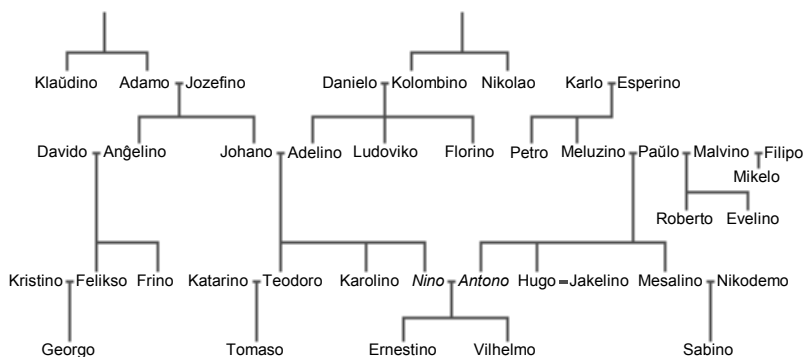 Klaŭdino Adamo Jozefino Danielo Kolombino Nikolao Karlo Esperino
Davido Anĝelino Johano Adelino Ludoviko Florino Petro Meluzino Paŭlo Malvino Filipo
Mikelo
Roberto Evelino
Kristino Felikso Frino Katarino Teodoro Karolino Nino Antono Hugo Jakelino Mesalino Nikodemo
Georgo Tomaso Ernestino Vilhelmo Sabino